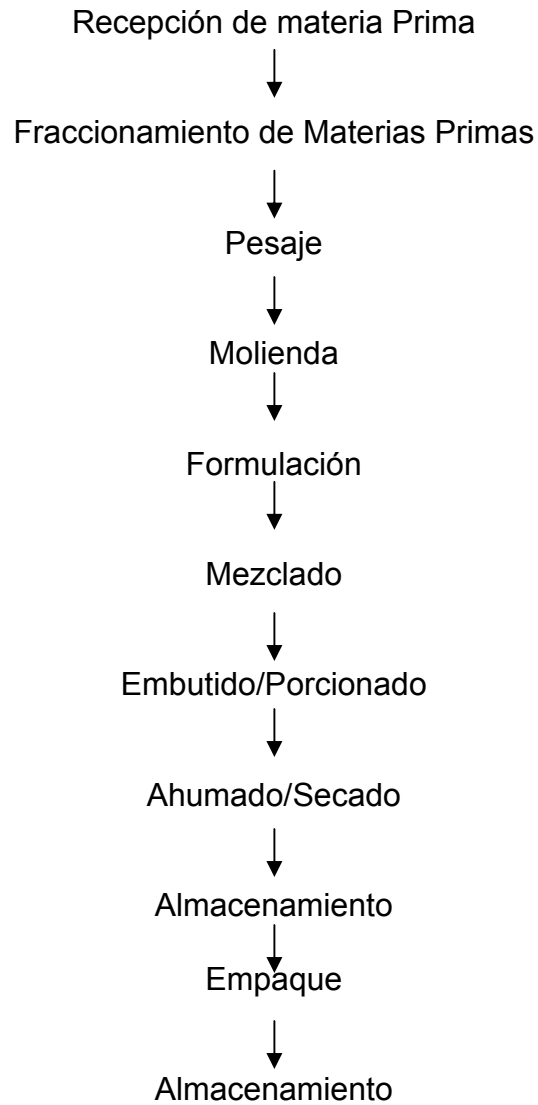 Recepción de materia Prima
Fraccionamiento de Materias Primas
Pesaje
Molienda
Formulación
Mezclado
Embutido/Porcionado
Ahumado/Secado
Almacenamiento
Empaque
Almacenamiento